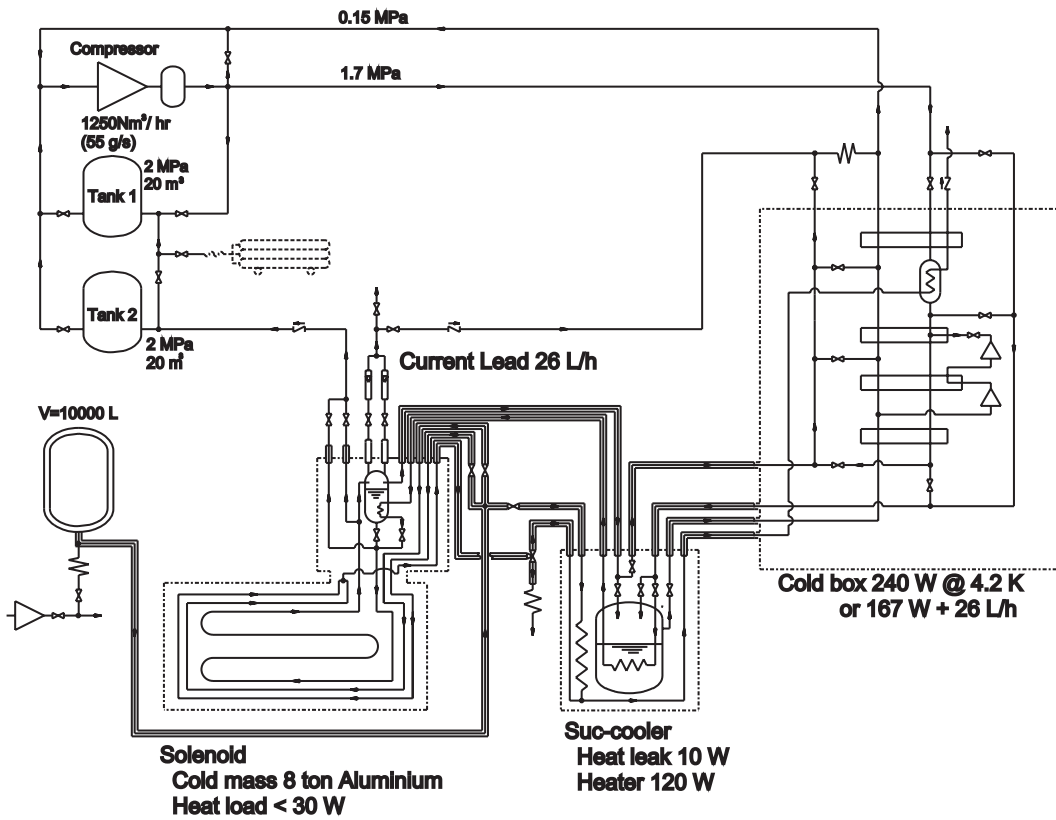 0.15 MPa
Compressor
1.7 MPa
1250Nm³/ hr
(55 g/s)
2 MPa
20 m³
Tank 1
Tank 2
2 MPa
20 m³
Current Lead 26 L/h
V=10000 L
Cold box 240 W @ 4.2 K
or 167 W + 26 L/h
Solenoid
Cold mass 8 ton Aluminium
Heat load < 30 W
Suc-cooler
Heat leak 10 W
Heater 120 W